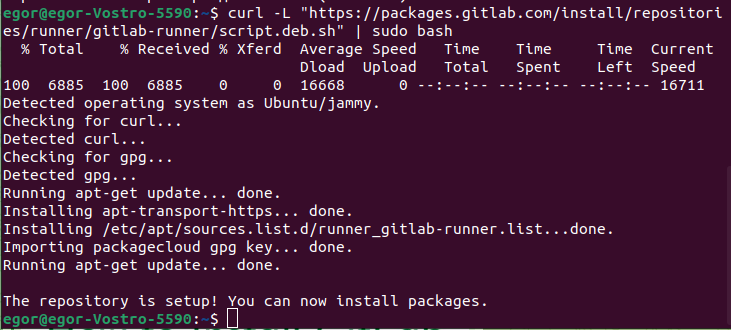 egor@egor-Vostro-5590:~$ curl -L "https://packages.gitlab.com/install/repositori
es/runner/gitlab-runner/script.deb.sh" | sudo bash
  % Total    % Received % Xferd  Average Speed   Time    Time     Time  Current
                                 Dload  Upload   Total   Spent    Left  Speed
100  6885  100  6885    0     0  16668      0 --:--:-- --:--:-- --:--:-- 16711
Detected operating system as Ubuntu/jammy.
Checking for curl...
Detected curl...
Checking for gpg...
Detected gpg...
Running apt-get update... done.
Installing apt-transport-https... done.
Installing /etc/apt/sources.list.d/runner_gitlab-runner.list...done.
Importing packagecloud gpg key... done.
Running apt-get update... done.

The repository is setup! You can now install packages.
egor@egor-Vostro-5590:~$